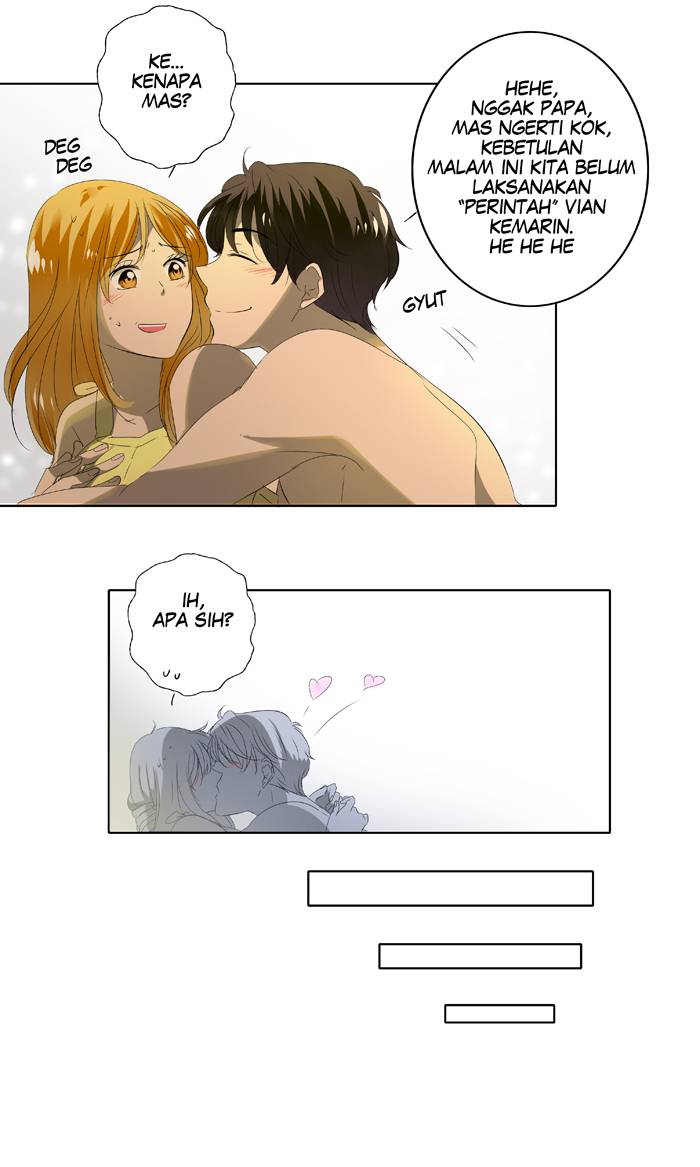 KE...
KENAPA
MAS?
HEHE,
NGGAK PAPA,
MAS NGERTI KOK,
KEBETULAN
MALAM INI KITA BELUM
LAKSANAKAN
“PERINTAH” VIAN
KEMARIN.
HE HE HE
DEG
DEG
GYUT
IH,
APA SIH?